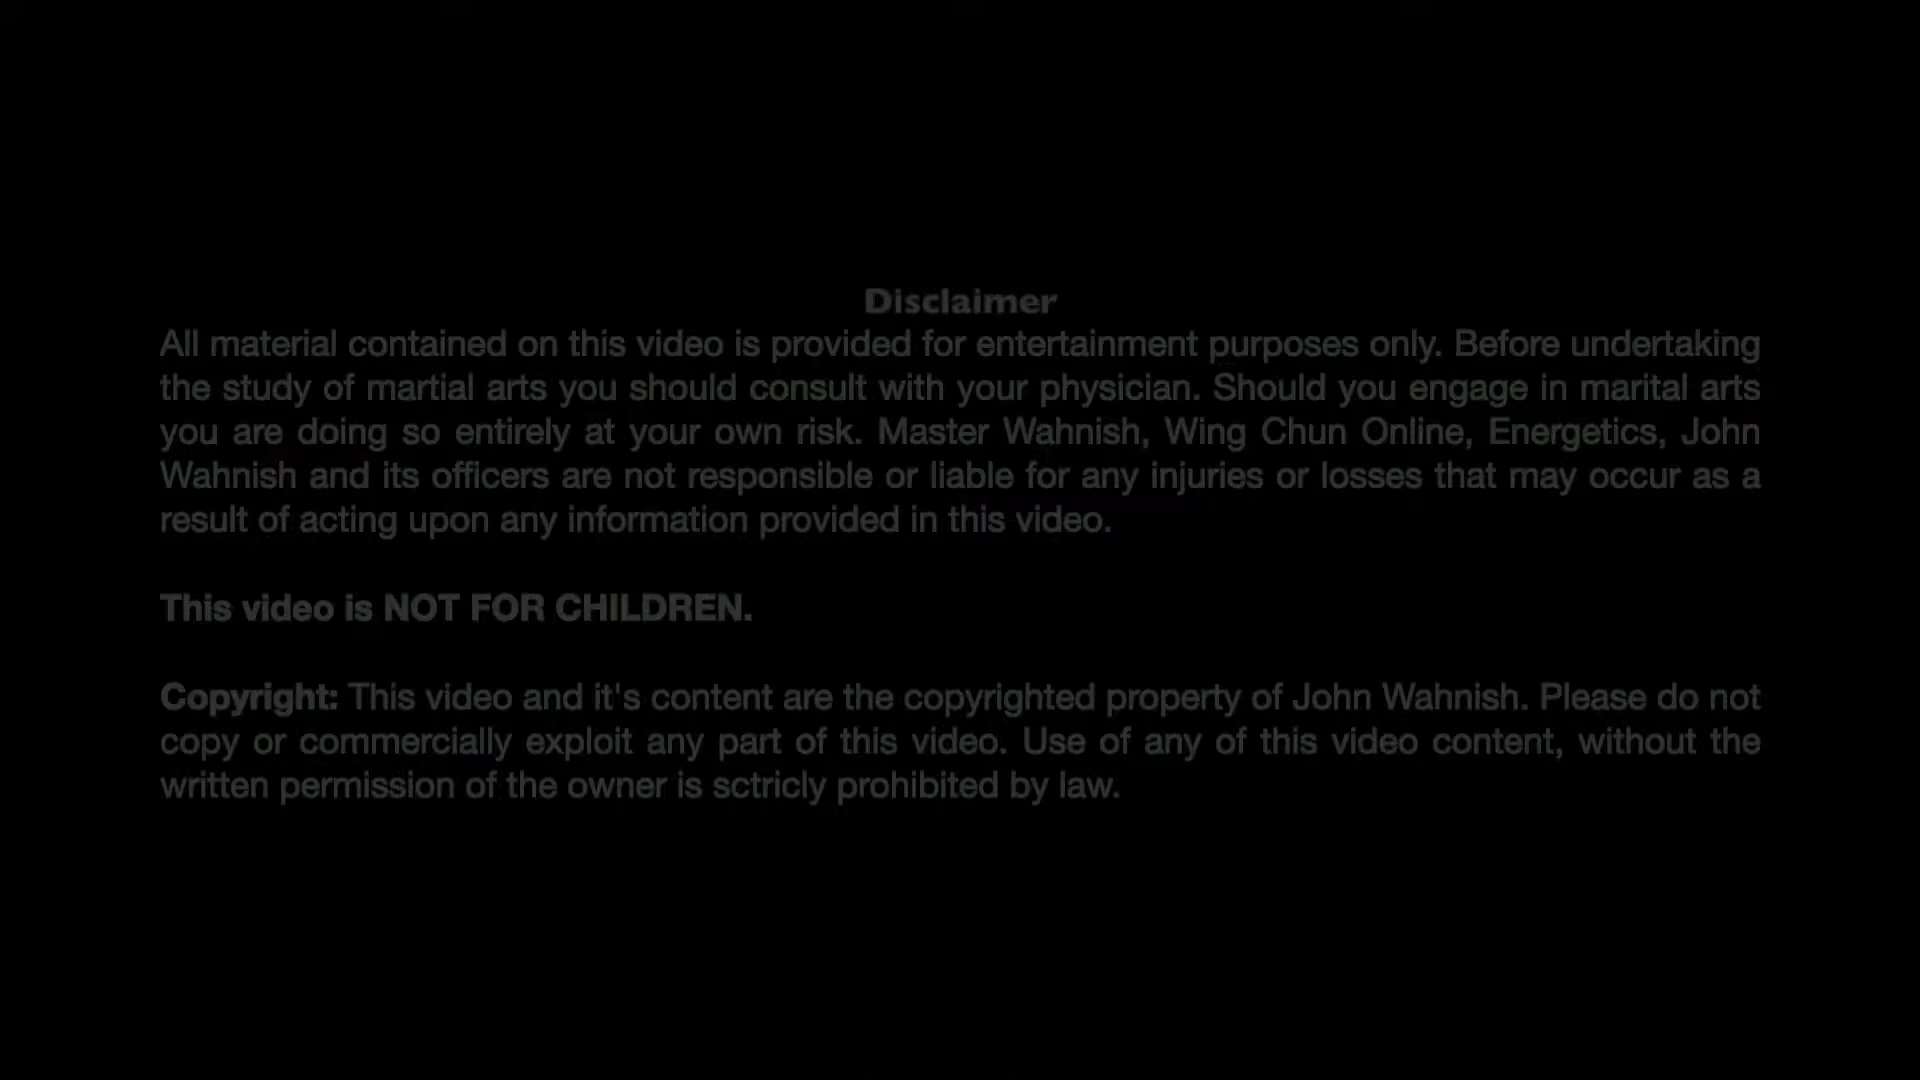 Disclaimer
All material contained on this video is provided for entertainment purposes only. Before undertaking
the study of martial arts you should consult with your physician. Should you engage in marital arts
you are doing so entirely at your own risk. Master Wahnish, Wing Chun Online, Energetics, John
Wahnish and its officers are not responsible or liable for any injuries or losses that may occur as a
result of acting upon any information provided in this video.
This video is NOT FOR CHILDREN.
Copyright: This video and it's content are the copyrighted property of John Wahnish. Please do not
copy or commercially exploit any part of this video. Use of any of this video content, without the
written permission of the owner is sctricly prohibited by law.